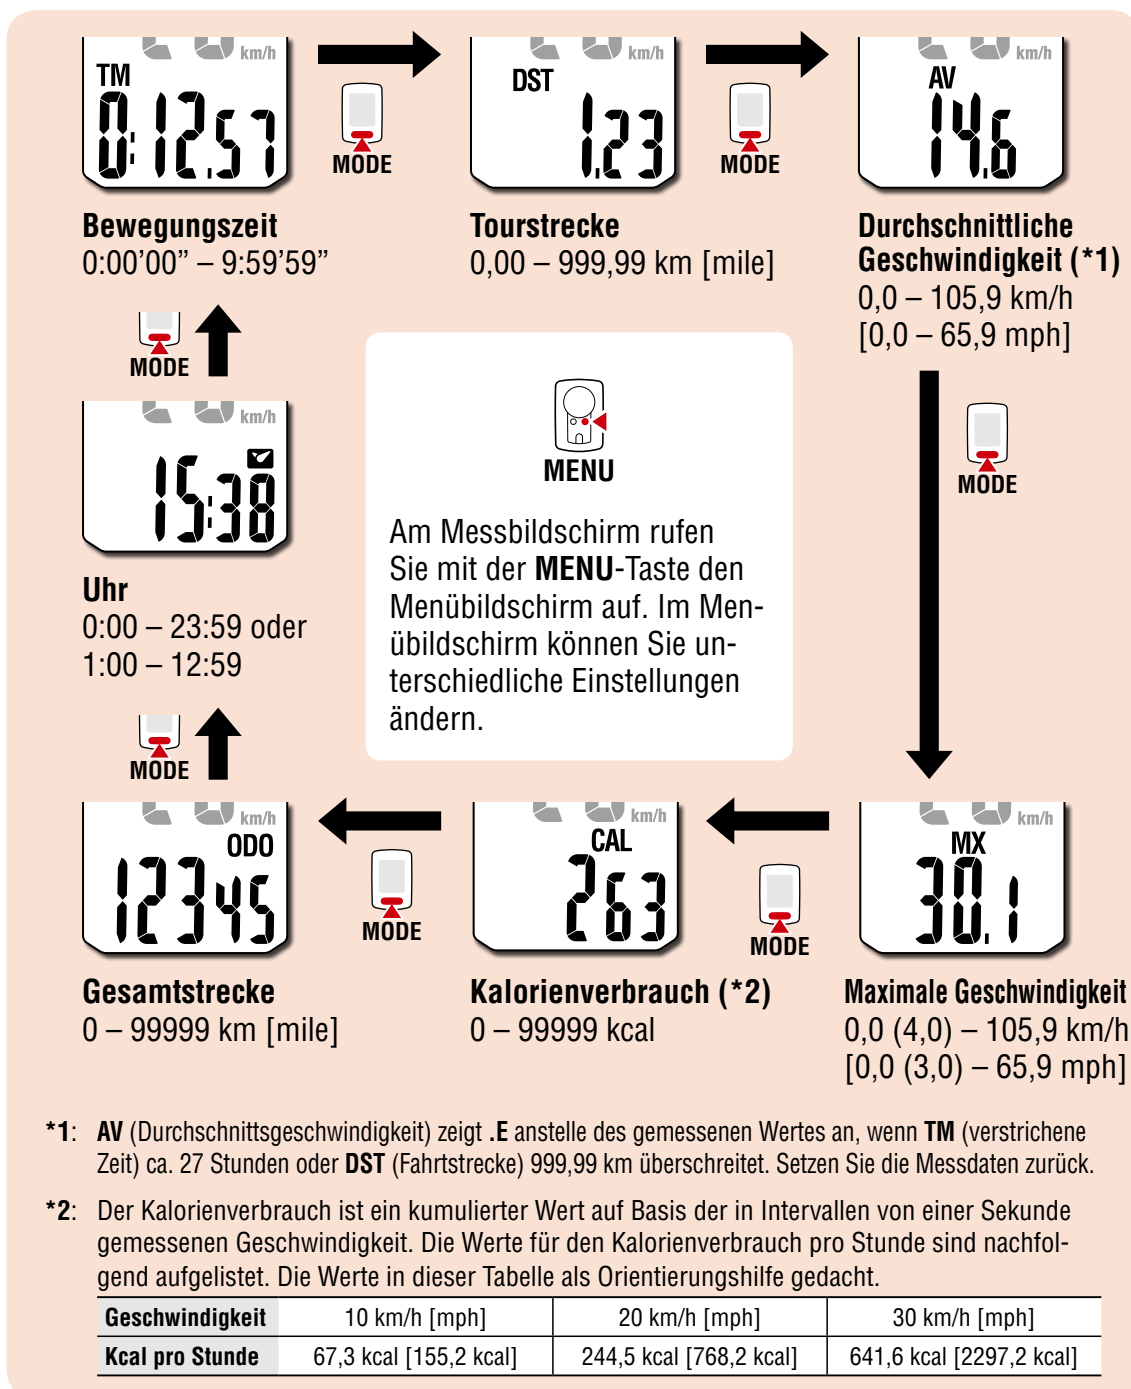 km/h
TM
0:12.57
MODE
km/h
DST
1.23
MODE
km/h
AV
14.6
Bewegungszeit
0:00’00” – 9:59’59”
Tourstrecke
0,00 – 999,99 km [mile]
Durchschnittliche
Geschwindigkeit (*1)
0,0 – 105,9 km/h
[0,0 – 65,9 mph]
MODE
km/h
15:38
Uhr
0:00 – 23:59 oder
1:00 – 12:59
MENU
Am Messbildschirm rufen
Sie mit der MENU-Taste den
Menübildschirm auf. Im Men-
übildschirm können Sie un-
terschiedliche Einstellungen
ändern.
MODE
MODE
km/h
ODO
12345
MODE
km/h
CAL
263
MODE
km/h
MX
30.1
Gesamtstrecke
0 – 99999 km [mile]
Kalorienverbrauch (*2)
0 – 99999 kcal
Maximale Geschwindigkeit
0,0 (4,0) – 105,9 km/h
[0,0 (3,0) – 65,9 mph]
*1: AV (Durchschnittsgeschwindigkeit) zeigt .E anstelle des gemessenen Wertes an, wenn TM (verstrichene
Zeit) ca. 27 Stunden oder DST (Fahrtstrecke) 999,99 km überschreitet. Setzen Sie die Messdaten zurück.
*2: Der Kalorienverbrauch ist ein kumulierter Wert auf Basis der in Intervallen von einer Sekunde
gemessenen Geschwindigkeit. Die Werte für den Kalorienverbrauch pro Stunde sind nachfol-
gend aufgelistet. Die Werte in dieser Tabelle als Orientierungshilfe gedacht.
Geschwindigkeit 10 km/h [mph] 20 km/h [mph] 30 km/h [mph]
Kcal pro Stunde 67,3 kcal [155,2 kcal] 244,5 kcal [768,2 kcal] 641,6 kcal [2297,2 kcal]